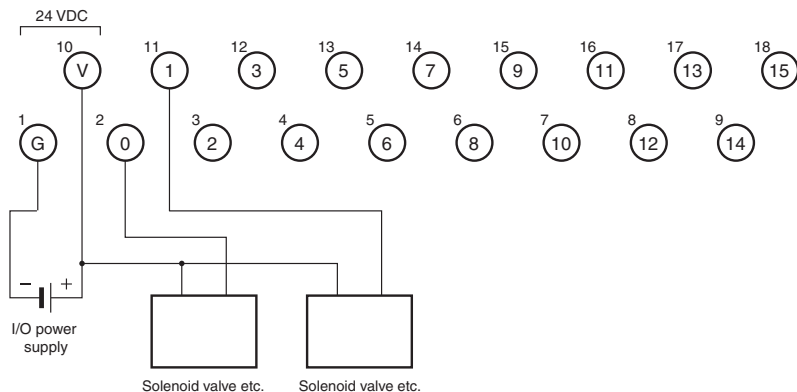 24 VDC
10 11 12 13 14 15 16 17 18
V 1 3 5 7 9 11 13 15
1 2 3 4 5 6 7 8 9
G 0 2 4 6 8 10 12 14
− +
I/O power
supply
Solenoid valve etc. Solenoid valve etc.